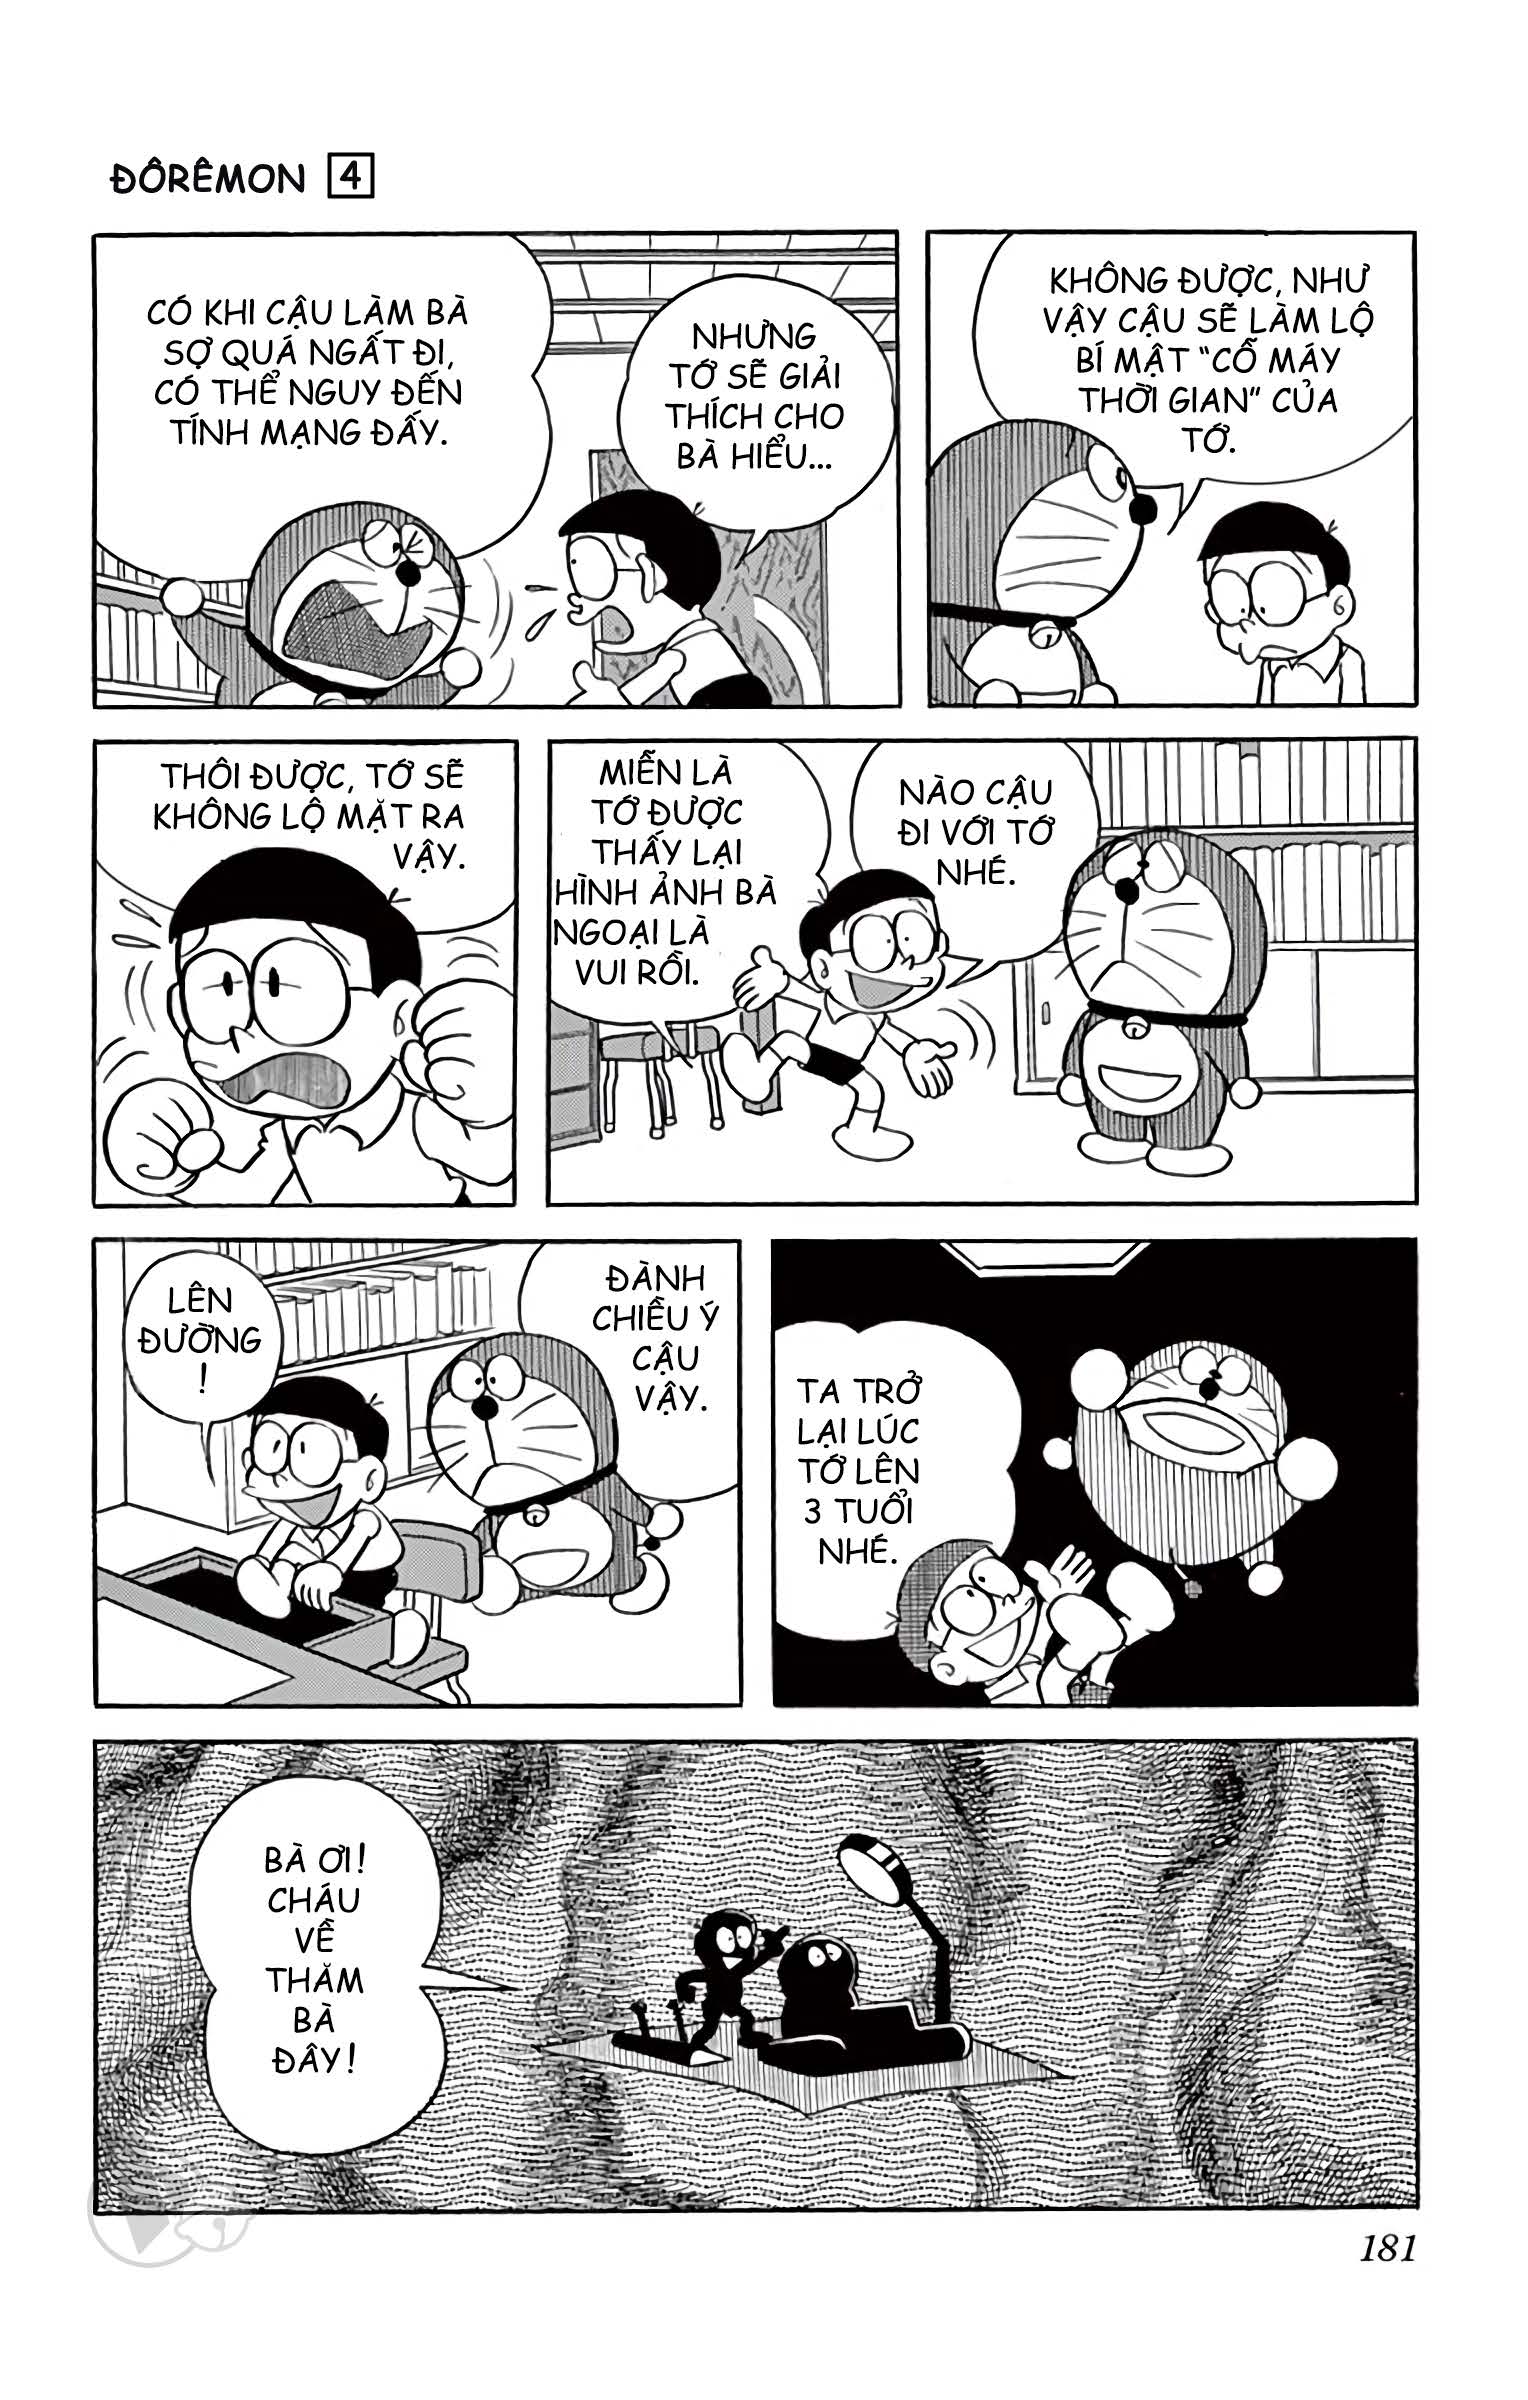 ĐÔRÊMON 4
CÓ KHI CẬU LÀM BÀ
SỢ QUÁ NGẤT ĐI,
CÓ THỂ NGUY ĐẾN
TÍNH MẠNG ĐẤY.
NHƯNG
TỚ SẼ GIẢI
THÍCH CHO
BÀ HIỂU...
KHÔNG ĐƯỢC, NHƯ
VẬY CẬU SẼ LÀM LỘ
BÍ MẬT "CỖ MÁY
THỜI GIAN" CỦA
TỚ.
THÔI ĐƯỢC, TỚ SẼ
KHÔNG LỘ MẶT RA
VẬY.
MIỄN LÀ
TỚ ĐƯỢC
THẤY LẠI
HÌNH ẢNH BÀ
NGOẠI LÀ
VUI RỒI.
NÀO CẬU
ĐI VỚI TỚ
NHÉ.
LÊN
ĐƯỜNG
!
ĐÀNH
CHIỀU Ý
CẬU
VẬY.
TA TRỞ
LẠI LÚC
TỚ LÊN
3 TUỔI
NHÉ.
BÀ ƠI!
CHÁU
VỀ
THĂM
BÀ
ĐÂY!
181